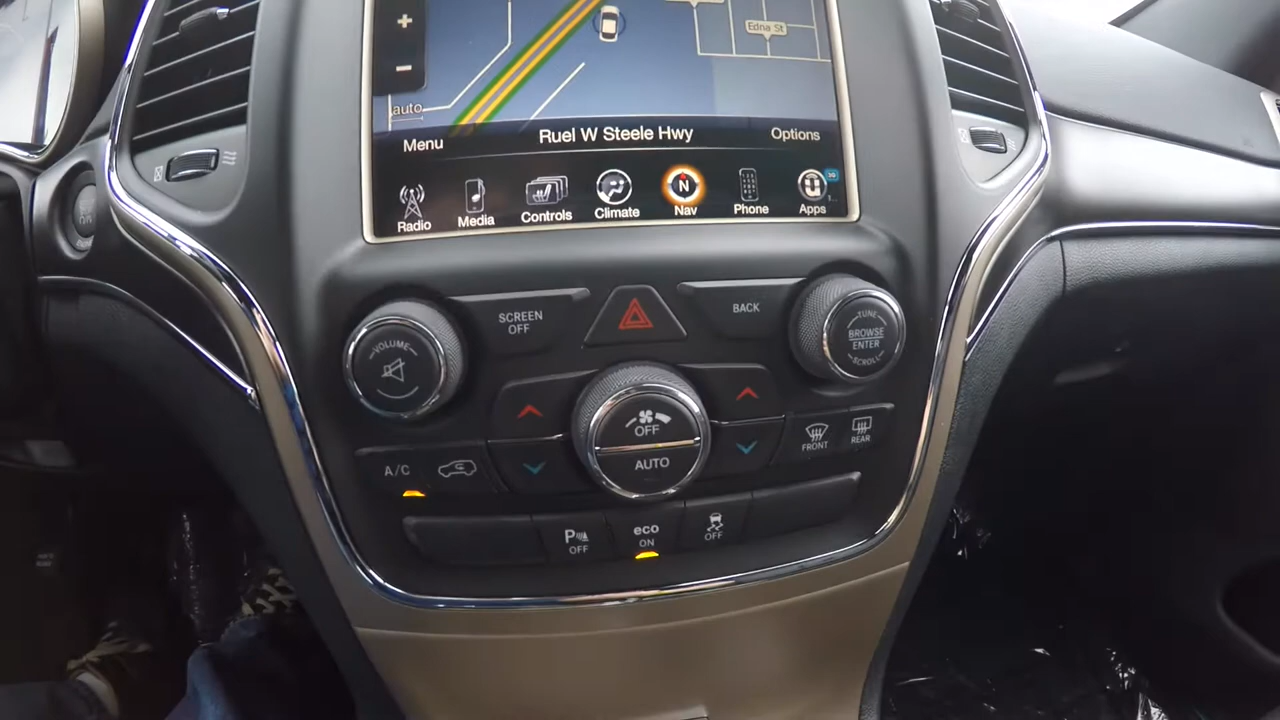 Edna St
auto
Menu
Ruel W Steele Hwy
Options
Radio
Media
Controls
Climate
N
Nav
Phone
Apps
SCREEN
OFF
BACK
VOLUME
TUNE
BROWSE
ENTER
SCROLL
OFF
AUTO
A/C
FRONT
REAR
P
OFF
eco
ON
OFF